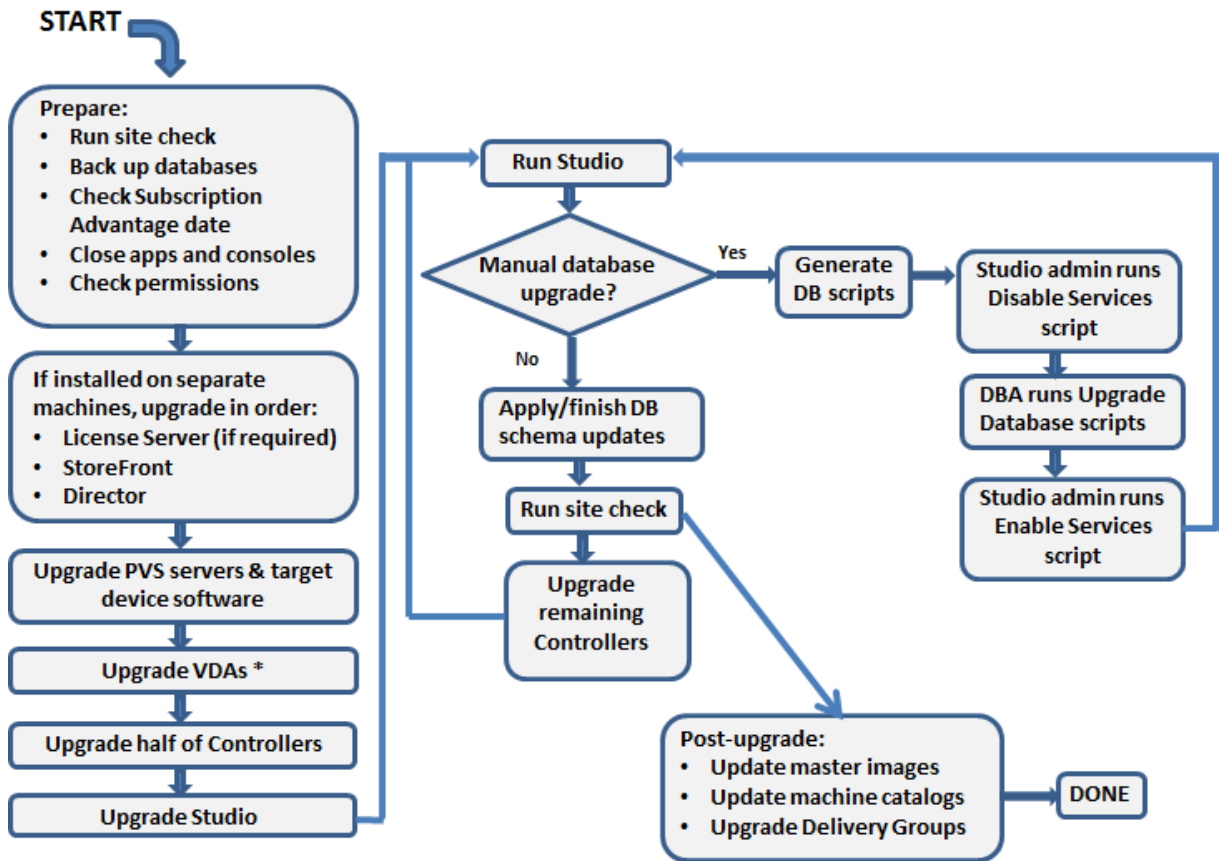 START
Prepare:
• Run site check
• Back up databases
• Check Subscription
Advantage date
• Close apps and consoles
• Check permissions
If installed on separate
machines, upgrade in order:
• License Server (if required)
• StoreFront
• Director
Upgrade PVS servers & target
device software
Upgrade VDAs *
Upgrade half of Controllers
Upgrade Studio
Run Studio
Manual database
upgrade?
Yes
No
Generate
DB scripts
Studio admin runs
Disable Services
script
DBA runs Upgrade
Database scripts
Studio admin runs
Enable Services
script
Apply/finish DB
schema updates
Run site check
Upgrade
remaining
Controllers
Post-upgrade:
• Update master images
• Update machine catalogs
• Upgrade Delivery Groups
DONE